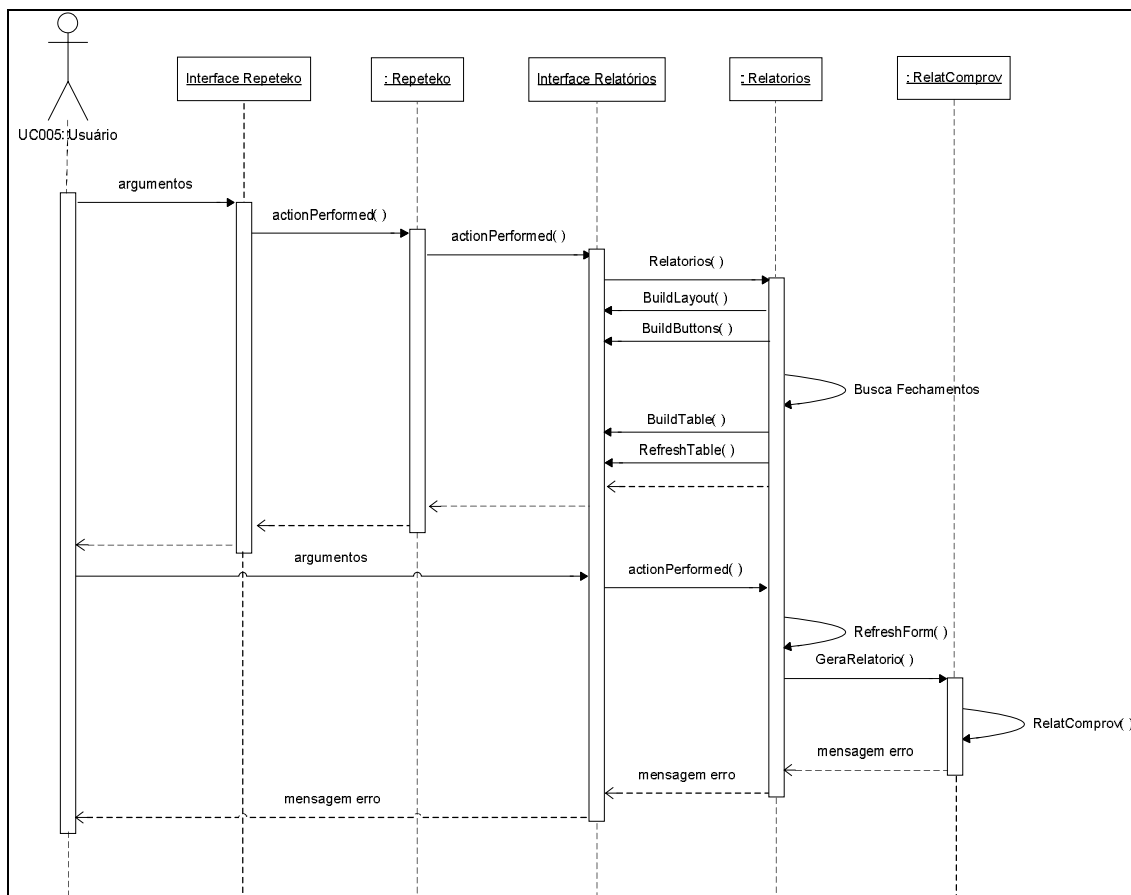 Interface Repeteko
: Repeteko
Interface Relatórios
: Relatorios
: RelatComprov
UC005: Usuário
argumentos
actionPerformed( )
actionPerformed( )
Relatorios( )
BuildLayout( )
BuildButtons( )
Busca Fechamentos
BuildTable( )
RefreshTable( )
argumentos
actionPerformed( )
RefreshForm( )
GeraRelatorio( )
RelatComprov( )
mensagem erro
mensagem erro
mensagem erro